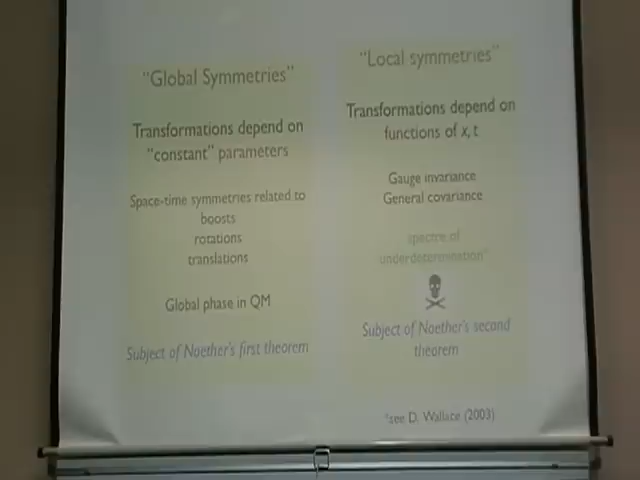 "Global Symmetries"
Transformations depend on
"constant" parameters
Space-time symmetries related to
boosts
rotations
translations
Global phase in QM
Subject of Noether's first theorem
"Local symmetries"
Transformations depend on
functions of x, t
Gauge invariance
General covariance
spectre of
underdetermination*
Subject of Noether's second
theorem
*see D. Wallace (2003)